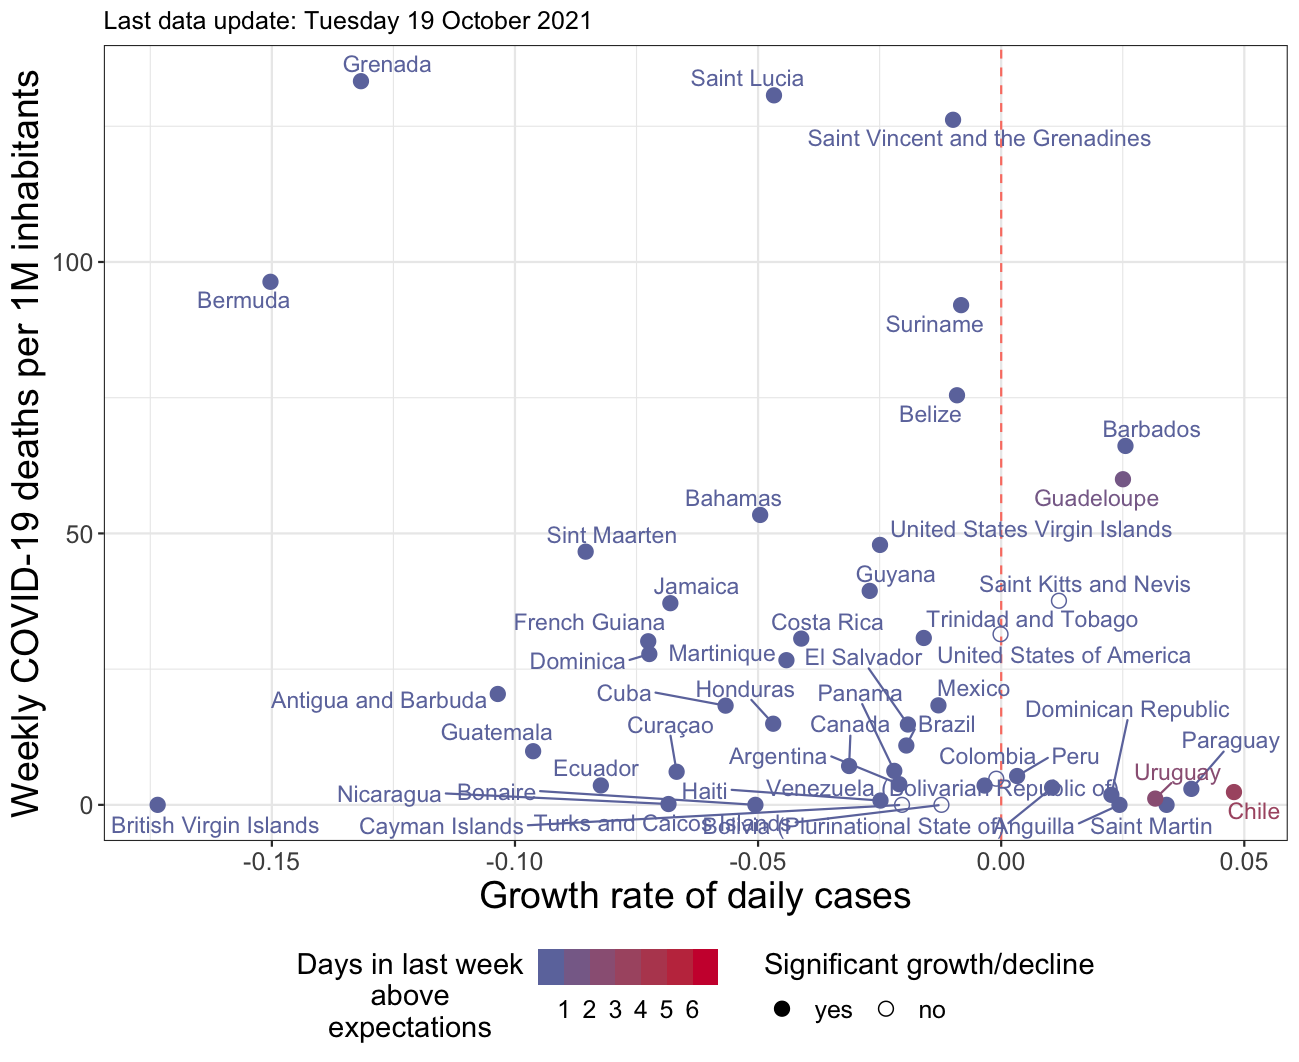 Last data update: Tuesday 19 October 2021
Weekly COVID-19 deaths per 1M inhabitants
Grenada
Saint Lucia
Saint Vincent and the Grenadines
100
Bermuda
Suriname
Belize
Barbados
Guadeloupe
Bahamas
50
United States Virgin Islands
Sint Maarten
Guyana
Jamaica
Saint Kitts and Nevis
French Guiana
Costa Rica
Trinidad and Tobago
Dominica
Martinique
El Salvador
United States of America
Antigua and Barbuda
Cuba
Honduras
Panama
Mexico
Dominican Republic
Guatemala
Curaçao
Canada
Brazil
Paraguay
Ecuador
Argentina
Colombia
Peru
Uruguay
Nicaragua
Bonaire
Haiti
Venezuela (Bolivarian Republic of)
0
Chile
British Virgin Islands
Cayman Islands
Turks and Caicos Islands
Bolivia (Plurinational State of)
Anguilla
Saint Martin
-0.15
-0.10
-0.05
0.00
0.05
Growth rate of daily cases
Days in last week
above
expectations
1 2 3 4 5 6
Significant growth/decline
yes
no